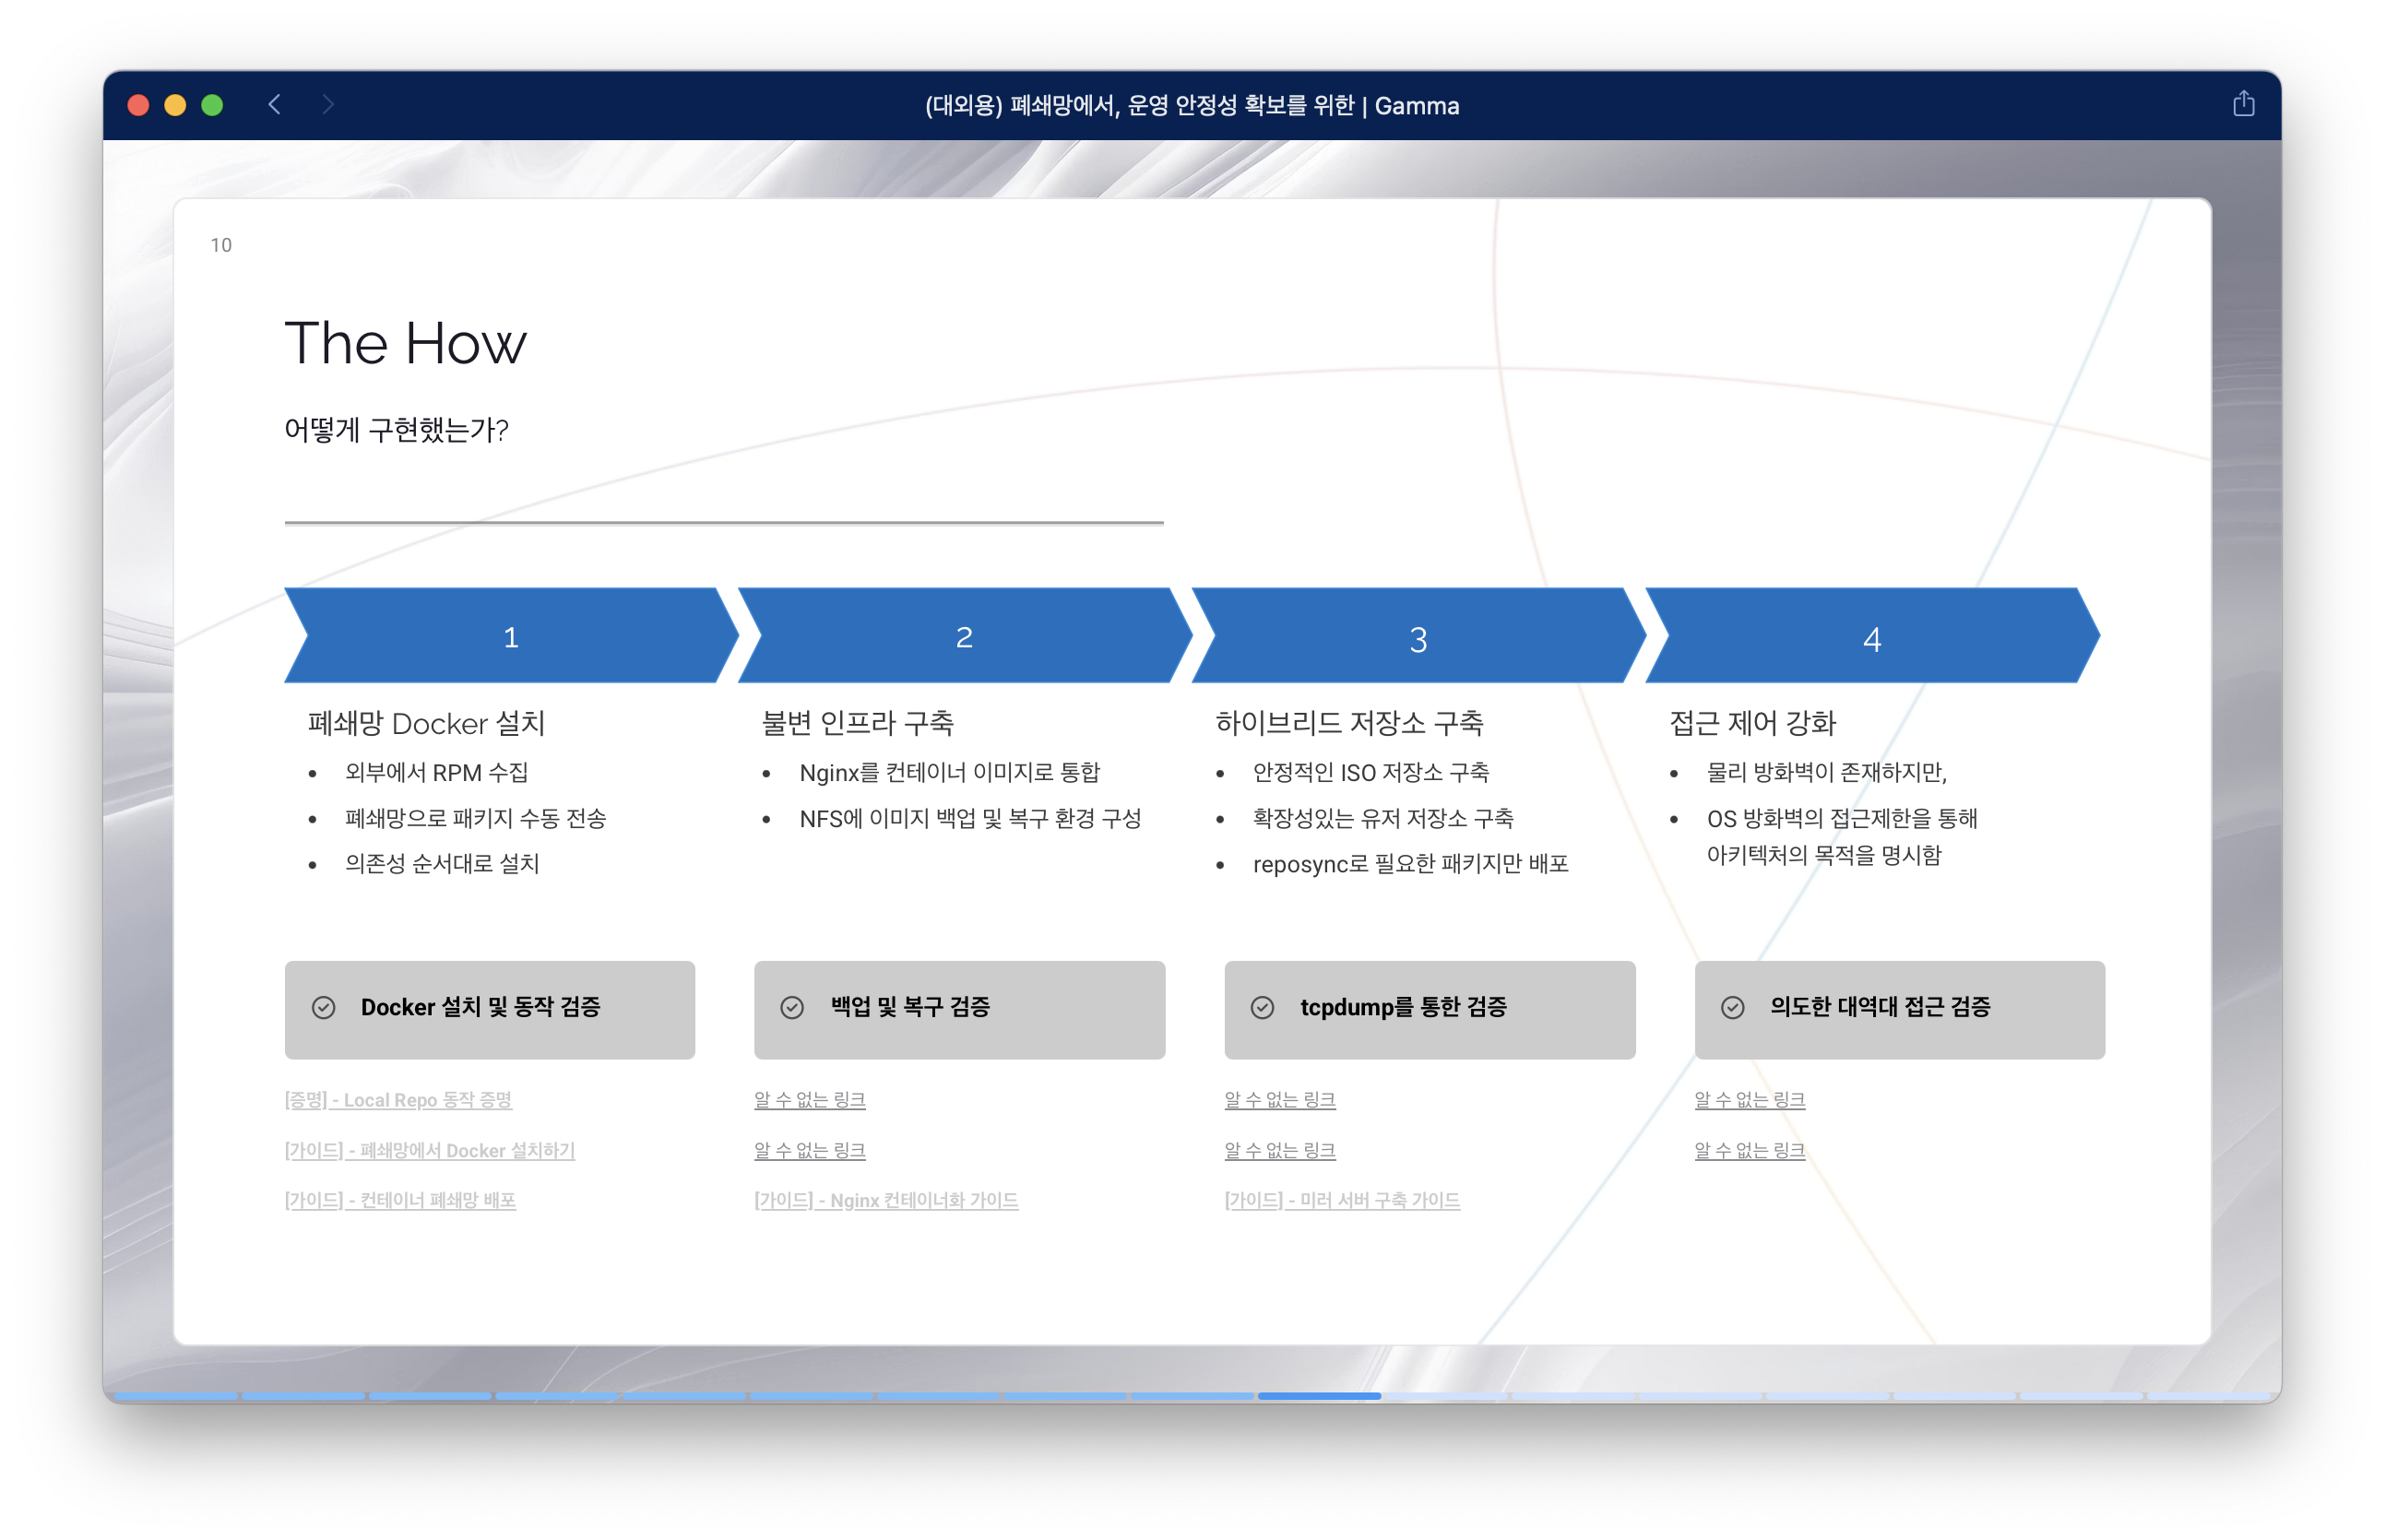 (대외용) 폐쇄망에서, 운영 안정성 확보를 위한 | Gamma
10
The How
어떻게 구현했는가?
1
폐쇄망 Docker 설치
• 외부에서 RPM 수집
• 폐쇄망으로 패키지 수동 전송
• 의존성 순서대로 설치
2
불변 인프라 구축
• Nginx를 컨테이너 이미지로 통합
• NFS에 이미지 백업 및 복구 환경 구성
3
하이브리드 저장소 구축
• 안정적인 ISO 저장소 구축
• 확장성있는 유저 저장소 구축
• reposync로 필요한 패키지만 배포
4
접근 제어 강화
• 물리 방화벽이 존재하지만,
• OS 방화벽의 접근제한을 통해
아키텍처의 목적을 명시함
Docker 설치 및 동작 검증
[증명] - Local Repo 동작 증명
[가이드] - 폐쇄망에서 Docker 설치하기
[가이드] - 컨테이너 폐쇄망 배포
백업 및 복구 검증
알 수 없는 링크
알 수 없는 링크
[가이드] - Nginx 컨테이너화 가이드
tcpdump를 통한 검증
알 수 없는 링크
알 수 없는 링크
[가이드] - 미러 서버 구축 가이드
의도한 대역대 접근 검증
알 수 없는 링크
알 수 없는 링크